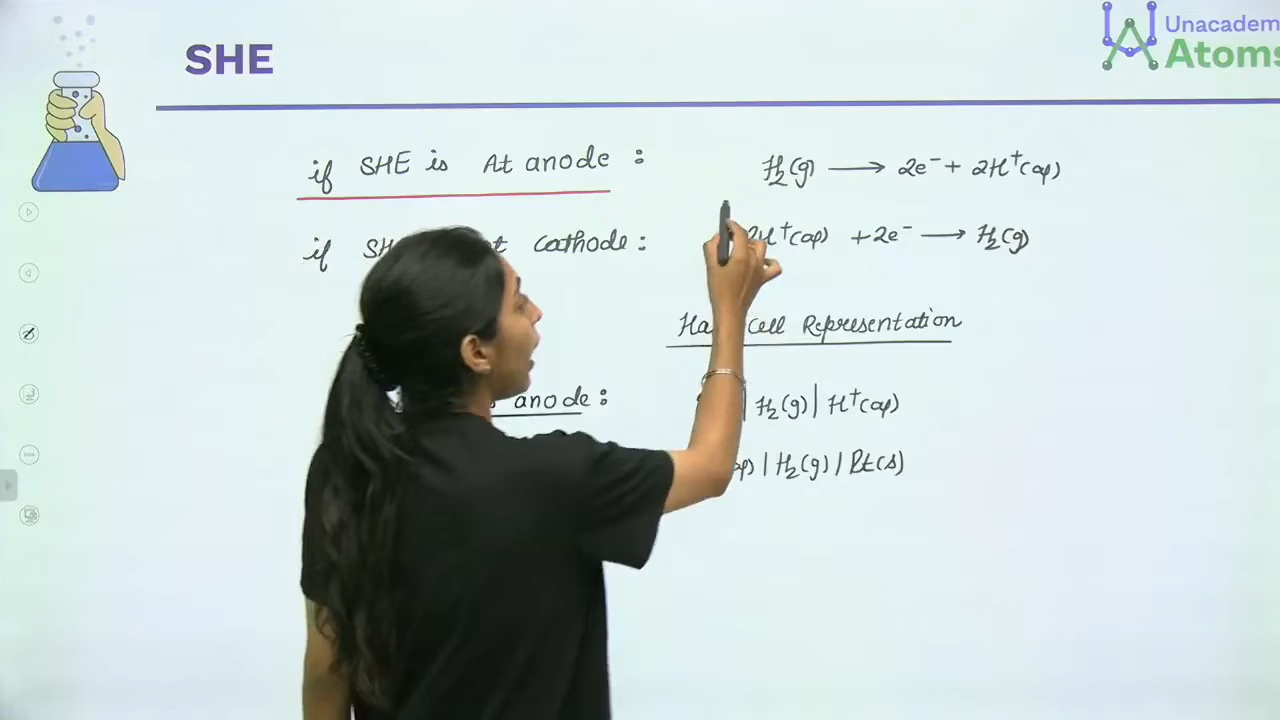 SHE
Unacadem
Atoms
if SHE is At anode : H₂(g) ⟶ 2e⁻ + 2H⁺(aq)
if cathode : 2H⁺(aq) + 2e⁻ ⟶ H₂(g)
cell Representation
anode : | H₂(g) | H⁺(aq)
| H₂(g) | Pt(s)